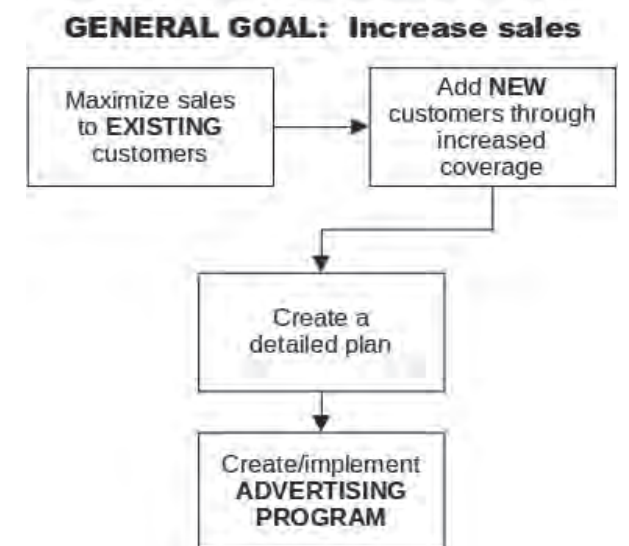 GENERAL GOAL: Increase sales
Maximize sales
to EXISTING
customers
Add NEW
customers through
increased
coverage
Create a
detailed plan
Create/implement
ADVERTISING
PROGRAM